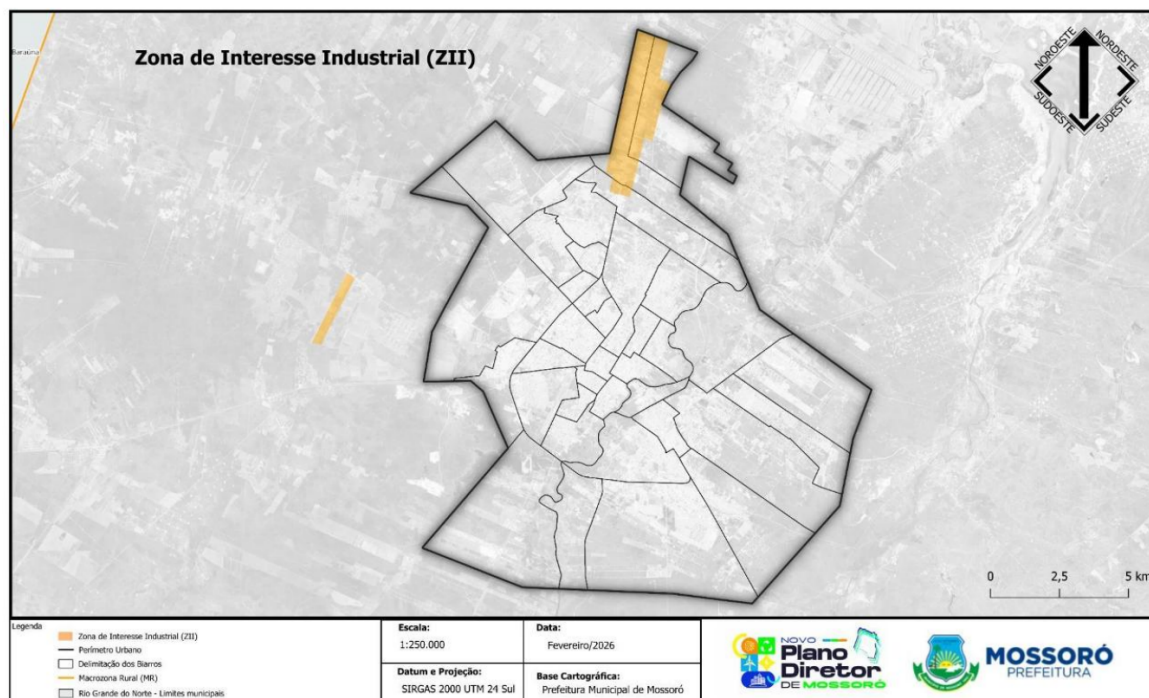 Baraúna
Zona de Interesse Industrial (ZII)
NOROESTE
NORDESTE
SUDOESTE
SUDESTE
0 2,5 5 km
Legenda
Zona de Interesse Industrial (ZII)
Perímetro Urbano
Delimitação dos Biarros
Macrozona Rural (MR)
Rio Grande do Norte - Limites municipais
Escala:
1:250.000
Data:
Fevereiro/2026
Datum e Projeção:
SIRGAS 2000 UTM 24 Sul
Base Cartográfica:
Prefeitura Municipal de Mossoró
NOVO
Plano
Diretor
DE MOSSORÓ
MOSSORÓ
PREFEITURA